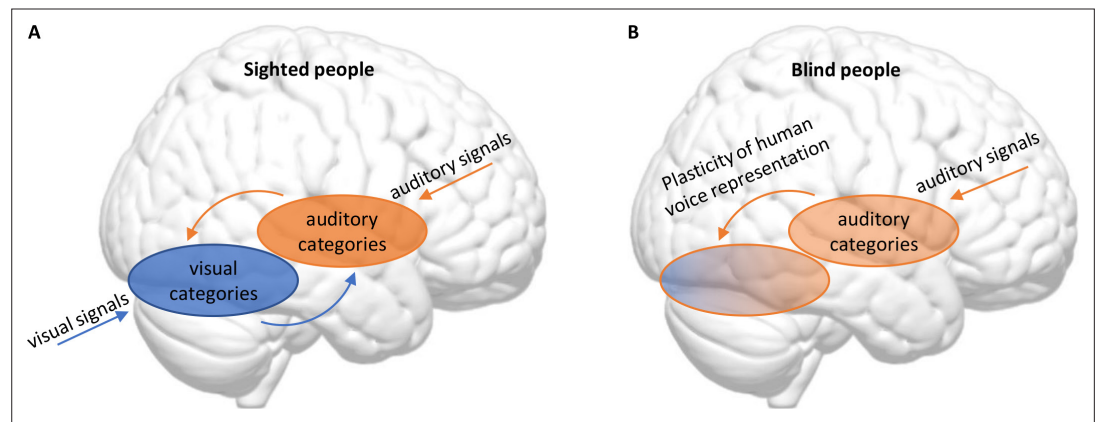 A
Sighted people
auditory signals
auditory
categories
visual
categories
visual signals
B
Blind people
Plasticity of human
voice representation
auditory signals
auditory
categories